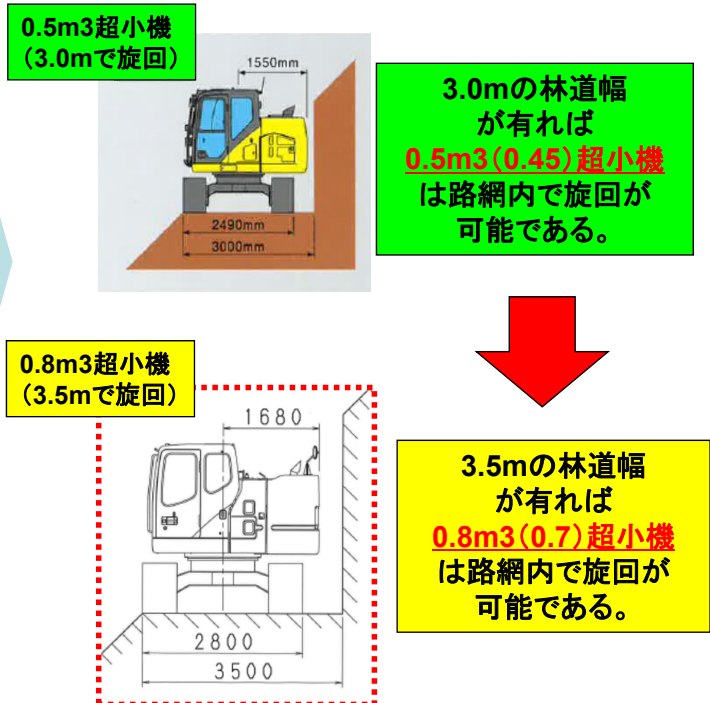 0.5m3超小機
（3.0mで旋回）
1550mm
2490mm
3000mm
3.0mの林道幅
が有れば
0.5m3（0.45）超小機
は路網内で旋回が
可能である。
0.8m3超小機
（3.5mで旋回）
1680
2800
3500
3.5mの林道幅
が有れば
0.8m3（0.7）超小機
は路網内で旋回が
可能である。